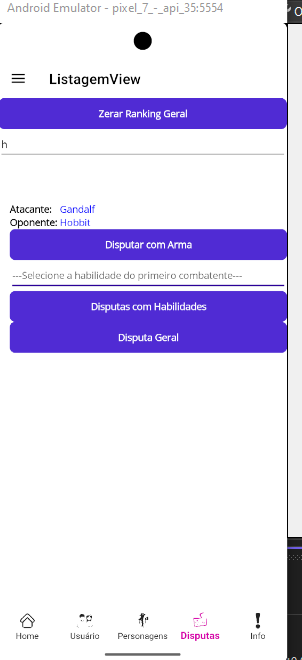 Android Emulator - pixel_7_-_api_35:5554
ListagemView
Zerar Ranking Geral
h
Atacante: Gandalf
Oponente: Hobbit
Disputar com Arma
---Selecione a habilidade do primeiro combatente---
Disputas com Habilidades
Disputa Geral
Home Usuário Personagens Disputas Info